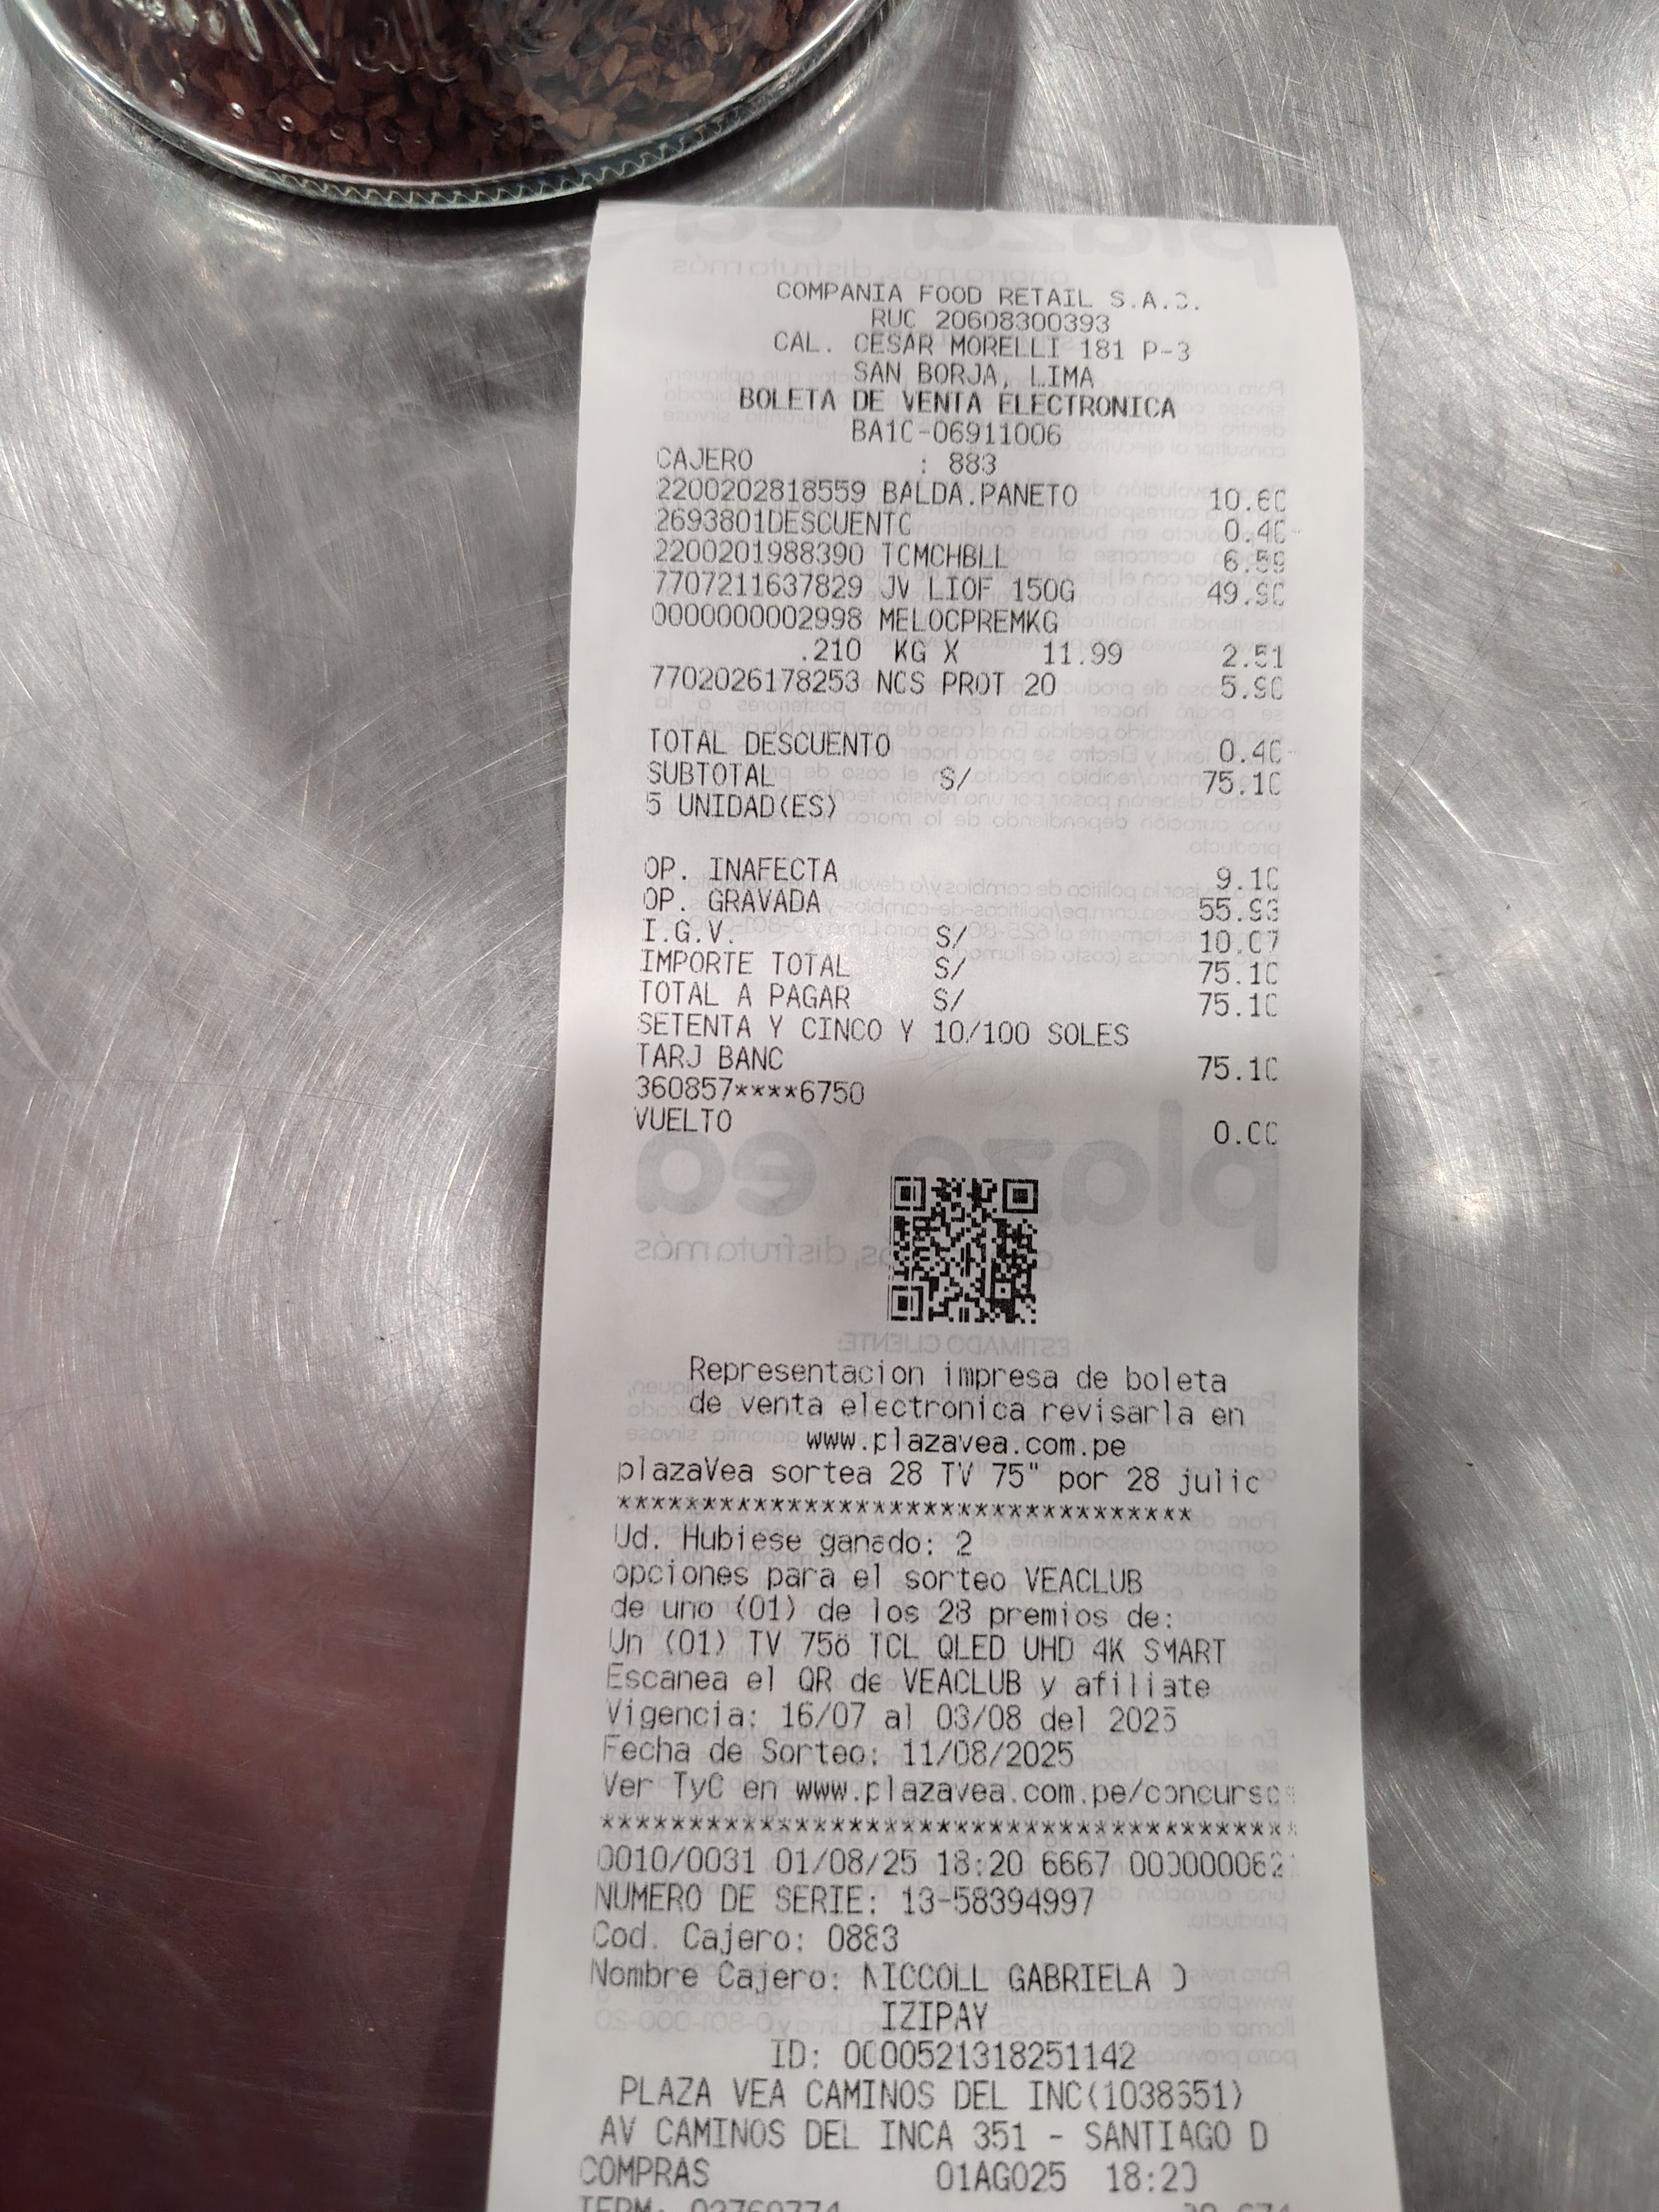 COMPANIA FOOD RETAIL S.A.C.
RUC 20608300393
CAL. CESAR MORELLI 181 P-3
SAN BORJA, LIMA
BOLETA DE VENTA ELECTRONICA
BA1C-06911006
CAJERO : 883
2200202818559 BALDA.PANETO 10.60
2693801DESCUENTO 0.40-
2200201988390 TCMCHBLL 6.59
7707211637829 JV LIOF 150G 49.90
0000000002998 MELOCPREMKG
.210 KG X 11.99 2.51
7702026178253 NCS PROT 20 5.90
TOTAL DESCUENTO 0.40-
SUBTOTAL S/ 75.10
5 UNIDAD(ES)
OP. INAFECTA 9.10
OP. GRAVADA 55.93
I.G.V. S/ 10.07
IMPORTE TOTAL S/ 75.10
TOTAL A PAGAR S/ 75.10
SETENTA Y CINCO Y 10/100 SOLES
TARJ BANC 75.10
360857****6750
VUELTO 0.00
Representacion impresa de boleta
de venta electronica revisarla en
www.plazavea.com.pe
plazaVea sortea 28 TV 75" por 28 julio
**********************************
Ud. Hubiese ganado: 2
opciones para el sorteo VEACLUB
de uno (01) de los 28 premios de:
Un (01) TV 75ö TCL QLED UHD 4K SMART
Escanea el QR de VEACLUB y afiliate
Vigencia: 16/07 al 03/08 del 2025
Fecha de Sorteo: 11/08/2025
Ver TyC en www.plazavea.com.pe/concursos
****************************************
0010/0031 01/08/25 18:20 6667
NUMERO DE SERIE: 13-58394997
Cod. Cajero: 0883
Nombre Cajero: NICCOLL GABRIELA D
IZIPAY
ID: 0000521318251142
PLAZA VEA CAMINOS DEL INC(1038651)
AV CAMINOS DEL INCA 351 - SANTIAGO D
COMPRAS 01AGO25 18:20